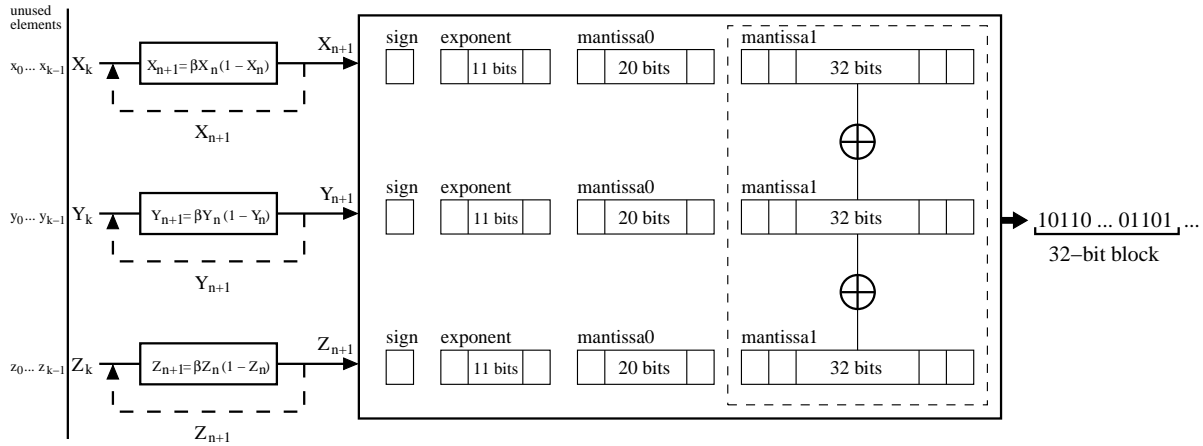 unused
elements
x0... xk−1 Xk
Xn+1=βXn(1 − Xn)
Xn+1
Xn+1
sign exponent mantissa0 mantissa1
11 bits 20 bits 32 bits
y0... yk−1 Yk
Yn+1=βYn(1 − Yn)
Yn+1
Yn+1
sign exponent mantissa0 mantissa1
11 bits 20 bits 32 bits
10110 ... 01101 ...
32−bit block
z0... zk−1 Zk
Zn+1=βZn(1 − Zn)
Zn+1
Zn+1
sign exponent mantissa0 mantissa1
11 bits 20 bits 32 bits